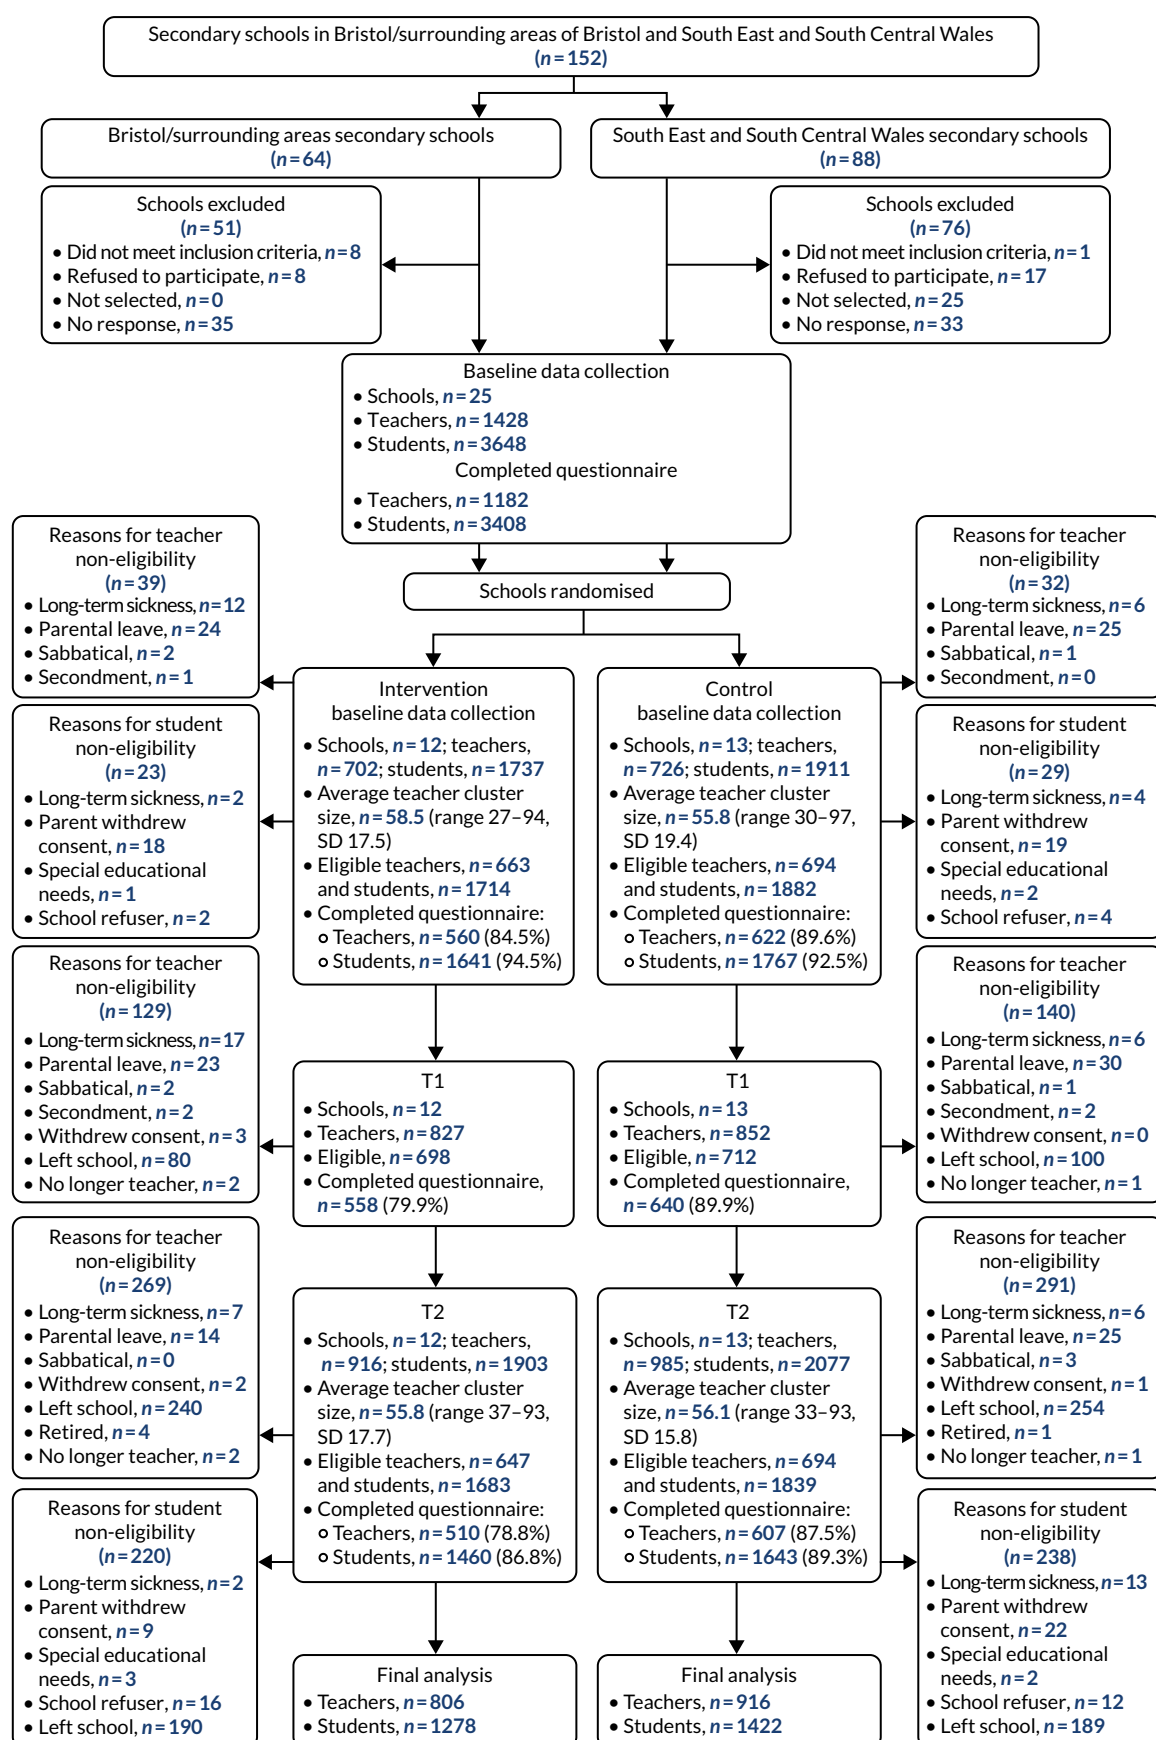 Secondary schools in Bristol/surrounding areas of Bristol and South East and South Central Wales
(n=152)
Bristol/surrounding areas secondary schools
(n=64)
South East and South Central Wales secondary schools
(n=88)
Schools excluded
(n=51)
• Did not meet inclusion criteria, n=8
• Refused to participate, n=8
• Not selected, n=0
• No response, n=35
Schools excluded
(n=76)
• Did not meet inclusion criteria, n=1
• Refused to participate, n=17
• Not selected, n=25
• No response, n=33
Baseline data collection
• Schools, n=25
• Teachers, n=1428
• Students, n=3648
Completed questionnaire
• Teachers, n=1182
• Students, n=3408
Schools randomised
Reasons for teacher
non-eligibility
(n=39)
• Long-term sickness, n=12
• Parental leave, n=24
• Sabbatical, n=2
• Secondment, n=1
Reasons for teacher
non-eligibility
(n=32)
• Long-term sickness, n=6
• Parental leave, n=25
• Sabbatical, n=1
• Secondment, n=0
Reasons for student
non-eligibility
(n=23)
• Long-term sickness, n=2
• Parent withdrew
consent, n=18
• Special educational
needs, n=1
• School refuser, n=2
Intervention
baseline data collection
• Schools, n=12; teachers,
n=702; students, n=1737
• Average teacher cluster
size, n=58.5 (range 27–94,
SD 17.5)
• Eligible teachers, n=663
and students, n=1714
• Completed questionnaire:
Teachers, n=560 (84.5%)
Students, n=1641 (94.5%)
Control
baseline data collection
• Schools, n=13; teachers,
n=726; students, n=1911
• Average teacher cluster
size, n=55.8 (range 30–97,
SD 19.4)
• Eligible teachers, n=694
and students, n=1882
• Completed questionnaire:
Teachers, n=622 (89.6%)
Students, n=1767 (92.5%)
Reasons for student
non-eligibility
(n=29)
• Long-term sickness, n=4
• Parent withdrew
consent, n=19
• Special educational
needs, n=2
• School refuser, n=4
Reasons for teacher
non-eligibility
(n=129)
• Long-term sickness, n=17
• Parental leave, n=23
• Sabbatical, n=2
• Secondment, n=2
• Withdrew consent, n=3
• Left school, n=80
• No longer teacher, n=2
T1
• Schools, n=12
• Teachers, n=827
• Eligible, n=698
• Completed questionnaire,
n=558 (79.9%)
T1
• Schools, n=13
• Teachers, n=852
• Eligible, n=712
• Completed questionnaire,
n=640 (89.9%)
Reasons for teacher
non-eligibility
(n=140)
• Long-term sickness, n=6
• Parental leave, n=30
• Sabbatical, n=1
• Secondment, n=2
• Withdrew consent, n=0
• Left school, n=100
• No longer teacher, n=1
Reasons for teacher
non-eligibility
(n=269)
• Long-term sickness, n=7
• Parental leave, n=14
• Sabbatical, n=0
• Withdrew consent, n=2
• Left school, n=240
• Retired, n=4
• No longer teacher, n=2
T2
• Schools, n=12; teachers,
n=916; students, n=1903
• Average teacher cluster
size, n=55.8 (range 37–93,
SD 17.7)
• Eligible teachers, n=647
and students, n=1683
• Completed questionnaire:
Teachers, n=510 (78.8%)
Students, n=1460 (86.8%)
T2
• Schools, n=13; teachers,
n=985; students, n=2077
• Average teacher cluster
size, n=56.1 (range 33–93,
SD 15.8)
• Eligible teachers, n=694
and students, n=1839
• Completed questionnaire:
Teachers, n=607 (87.5%)
Students, n=1643 (89.3%)
Reasons for teacher
non-eligibility
(n=291)
• Long-term sickness, n=6
• Parental leave, n=25
• Sabbatical, n=3
• Withdrew consent, n=1
• Left school, n=254
• Retired, n=1
• No longer teacher, n=1
Reasons for student
non-eligibility
(n=220)
• Long-term sickness, n=2
• Parent withdrew
consent, n=9
• Special educational
needs, n=3
• School refuser, n=16
• Left school, n=190
Final analysis
• Teachers, n=806
• Students, n=1278
Final analysis
• Teachers, n=916
• Students, n=1422
Reasons for student
non-eligibility
(n=238)
• Long-term sickness, n=13
• Parent withdrew
consent, n=22
• Special educational
needs, n=2
• School refuser, n=12
• Left school, n=189